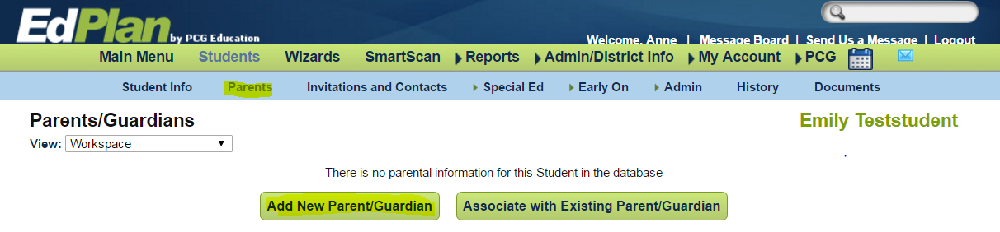 EdPlan by PCG Education
Welcome, Anne | Message Board | Send Us a Message | Logout
Main Menu Students Wizards SmartScan Reports Admin/District Info My Account PCG
Student Info Parents Invitations and Contacts Special Ed Early On Admin History Documents
Parents/Guardians Emily Teststudent
View: Workspace
There is no parental information for this Student in the database
Add New Parent/Guardian Associate with Existing Parent/Guardian